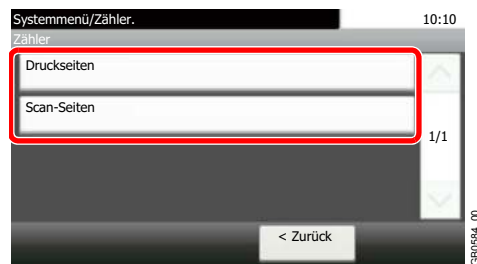 Systemmenü/Zähler.
10:10
Zähler
Druckseiten
Scan-Seiten
1/1
< Zurück
GB0584_00